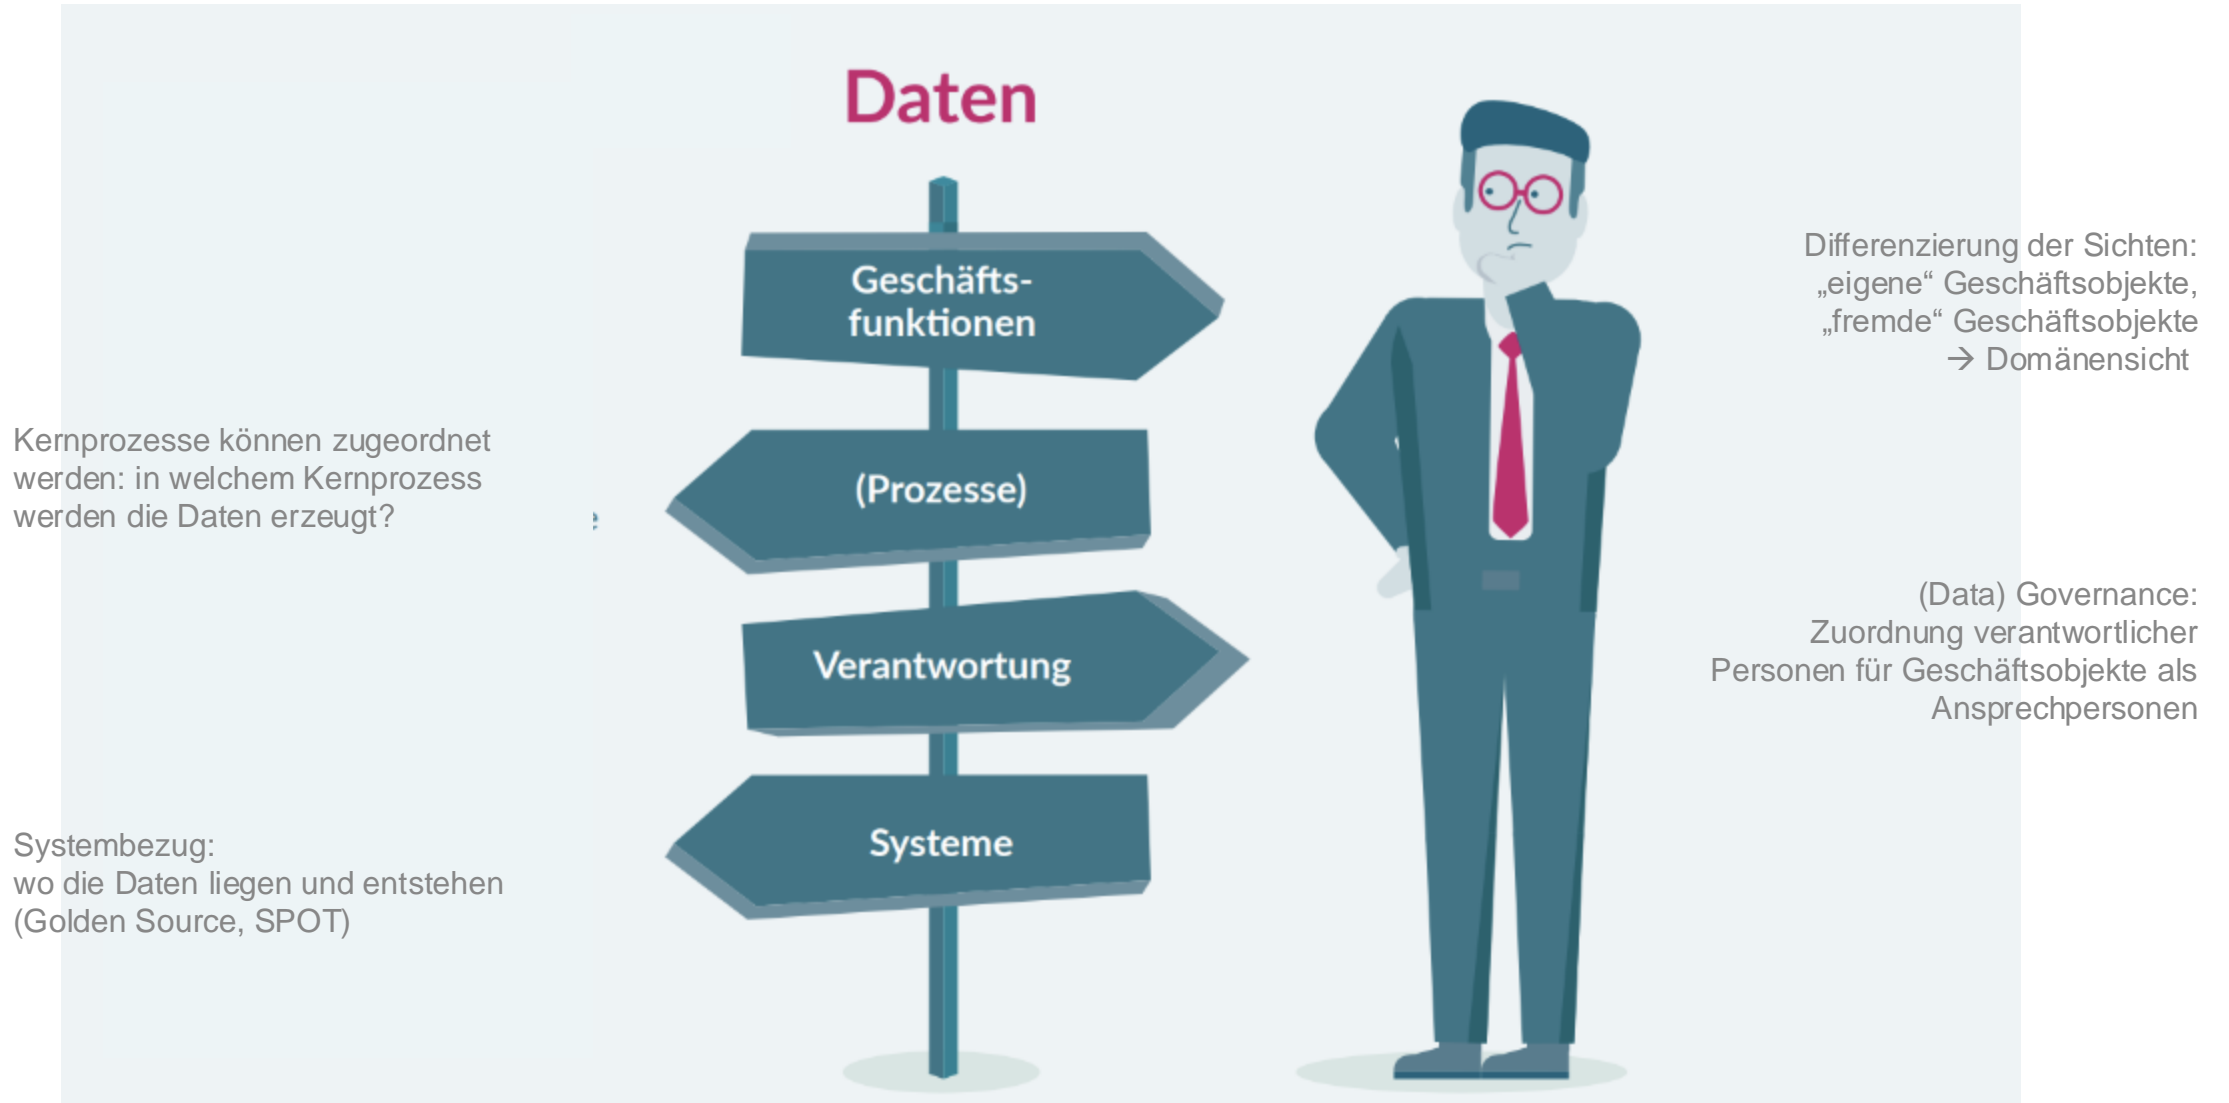 Daten
Geschäfts-
funktionen
Differenzierung der Sichten:
„eigene“ Geschäftsobjekte,
„fremde“ Geschäftsobjekte
→ Domänensicht
Kernprozesse können zugeordnet
werden: in welchem Kernprozess
werden die Daten erzeugt?
(Prozesse)
(Data) Governance:
Zuordnung verantwortlicher
Personen für Geschäftsobjekte als
Ansprechpersonen
Verantwortung
Systembezug:
wo die Daten liegen und entstehen
(Golden Source, SPOT)
Systeme